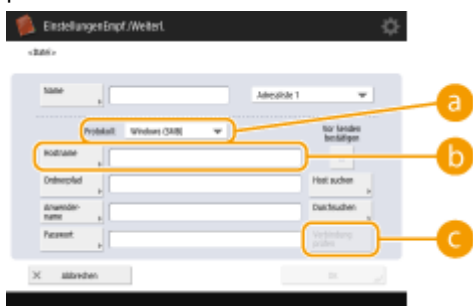 Einstellungen Empf./Weiterl.
<Datei>
Name
Adressliste 1
Protokoll:
Windows (SMB)
Vor Senden
bestätigen
Hostname
Ordnerpfad
Host suchen
Anwender-
name
Durchsuchen
Passwort
Verbindung
prüfen
Abbrechen
OK
a
b
c